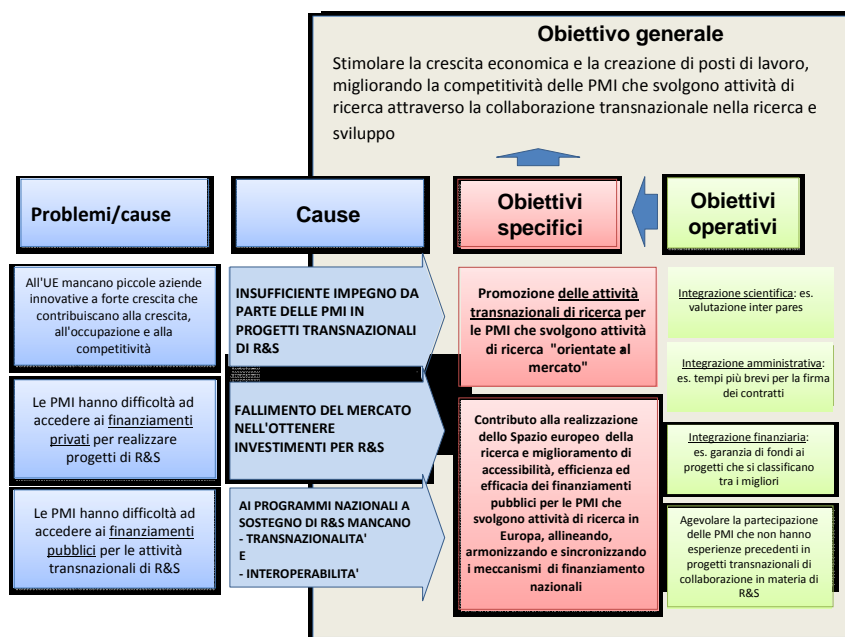 Obiettivo generale
Stimolare la crescita economica e la creazione di posti di lavoro,
migliorando la competitività delle PMI che svolgono attività di
ricerca attraverso la collaborazione transnazionale nella ricerca e
sviluppo
Problemi/cause
Cause
Obiettivi
specifici
Obiettivi
operativi
All'UE mancano piccole aziende
innovative a forte crescita che
contribuiscano alla crescita,
all'occupazione e alla
competitività
INSUFFICIENTE IMPEGNO DA
PARTE DELLE PMI IN
PROGETTI TRANSNAZIONALI
DI R&S
Promozione delle attività
transnazionali di ricerca per
le PMI che svolgono attività
di ricerca "orientate al
mercato"
Integrazione scientifica: es.
valutazione inter pares
Integrazione amministrativa:
es. tempi più brevi per la firma
dei contratti
Le PMI hanno difficoltà ad
accedere ai finanziamenti
privati per realizzare
progetti di R&S
FALLIMENTO DEL MERCATO
NELL'OTTENERE
INVESTIMENTI PER R&S
Contributo alla realizzazione
dello Spazio europeo della
ricerca e miglioramento di
accessibilità, efficienza ed
efficacia dei finanziamenti
pubblici per le PMI che
svolgono attività di ricerca in
Europa, allineando,
armonizzando e sincronizzando
i meccanismi di finanziamento
nazionali
Integrazione finanziaria:
es. garanzia di fondi ai
progetti che si classificano
tra i migliori
Le PMI hanno difficoltà ad
accedere ai finanziamenti
pubblici per le attività
transnazionali di R&S
AI PROGRAMMI NAZIONALI A
SOSTEGNO DI R&S MANCANO
- TRANSNAZIONALITA'
E
- INTEROPERABILITA'
Agevolare la partecipazione
delle PMI che non hanno
esperienze precedenti in
progetti transnazionali di
collaborazione in materia di
R&S